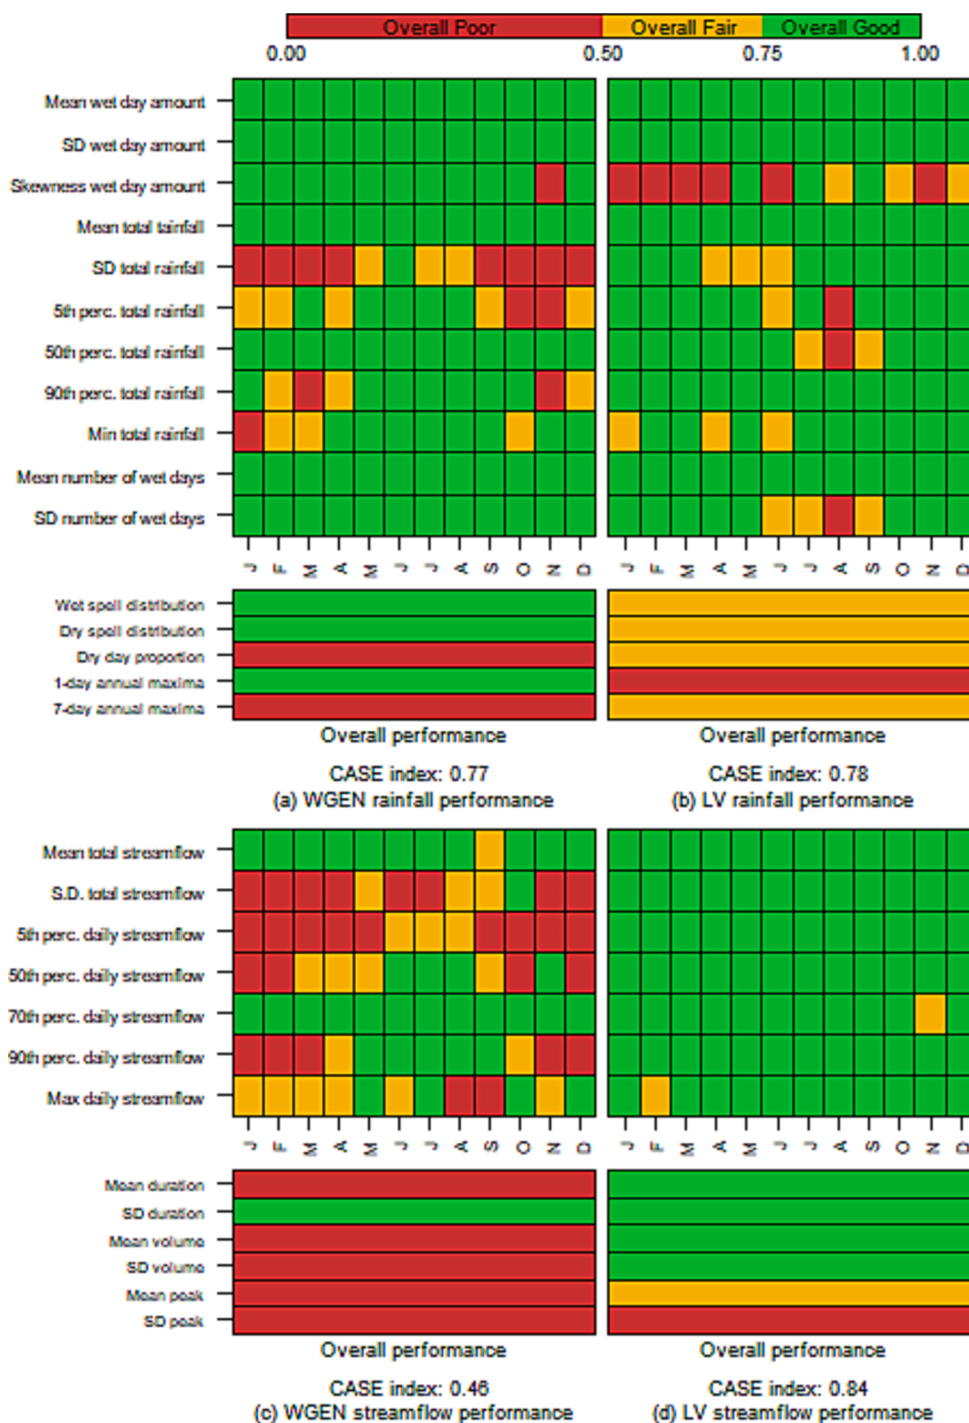 Overall Poor Overall Fair Overall Good
0.00 0.50 0.75 1.00
Mean wet day amount
SD wet day amount
Skewness wet day amount
Mean total tainfall
SD total rainfall
5th perc. total rainfall
50th perc. total rainfall
90th perc. total rainfall
Min total rainfall
Mean number of wet days
SD number of wet days
J F M A M J J A S O N D J F M A M J J A S O N D
Wet spell distribution
Dry spell distribution
Dry day proportion
1-day annual maxima
7-day annual maxima
Overall performance Overall performance
CASE index: 0.77 CASE index: 0.78
(a) WGEN rainfall performance (b) LV rainfall performance
Mean total streamflow
S.D. total streamflow
5th perc. daily streamflow
50th perc. daily streamflow
70th perc. daily streamflow
90th perc. daily streamflow
Max daily streamflow
J F M A M J J A S O N D J F M A M J J A S O N D
Mean duration
SD duration
Mean volume
SD volume
Mean peak
SD peak
Overall performance Overall performance
CASE index: 0.46 CASE index: 0.84
(c) WGEN streamflow performance (d) LV streamflow performance